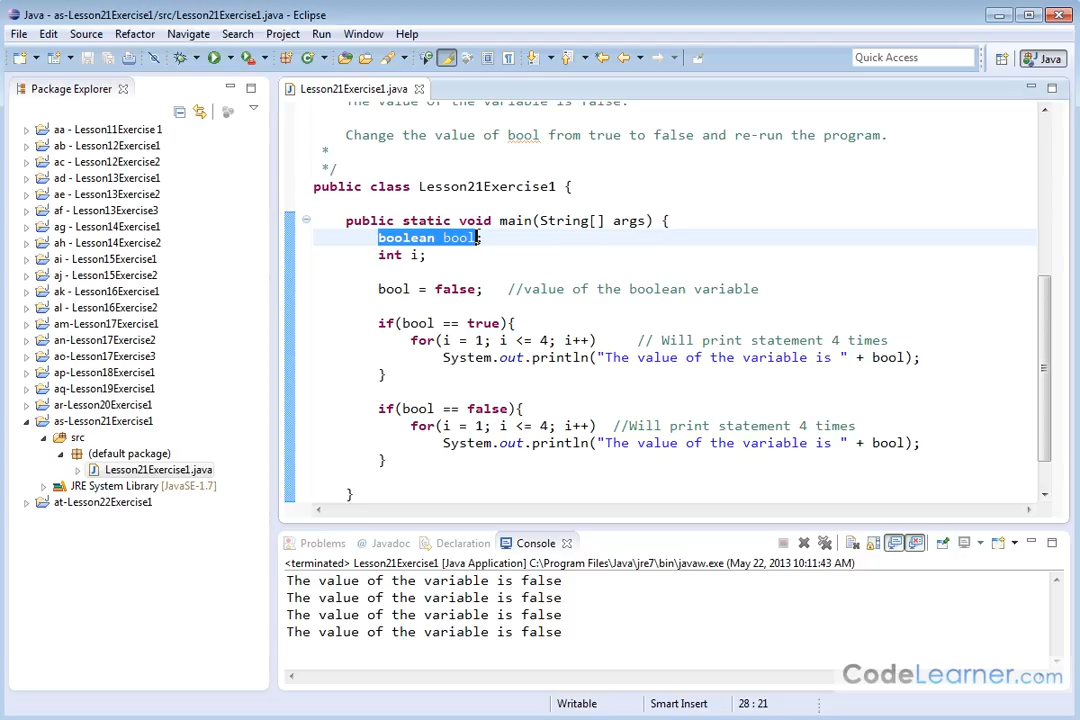 Java - as-Lesson21Exercise1/src/Lesson21Exercise1.java - Eclipse
File Edit Source Refactor Navigate Search Project Run Window Help
Quick Access
Java
Package Explorer
Lesson21Exercise1.java
aa - Lesson11Exercise1
ab - Lesson12Exercise1
ac - Lesson12Exercise2
ad - Lesson13Exercise1
ae - Lesson13Exercise2
af - Lesson13Exercise3
ag - Lesson14Exercise1
ah - Lesson14Exercise2
ai - Lesson15Exercise1
aj - Lesson15Exercise2
ak - Lesson16Exercise1
al - Lesson16Exercise2
am-Lesson17Exercise1
an-Lesson17Exercise2
ao-Lesson17Exercise3
ap-Lesson18Exercise1
aq-Lesson19Exercise1
ar-Lesson20Exercise1
as-Lesson21Exercise1
src
(default package)
Lesson21Exercise1.java
JRE System Library [JavaSE-1.7]
at-Lesson22Exercise1
The value of the variable is false.
Change the value of bool from true to false and re-run the program.
*
*/
public class Lesson21Exercise1 {
public static void main(String[] args) {
boolean bool;
int i;
bool = false; //value of the boolean variable
if(bool == true){
for(i = 1; i <= 4; i++) // Will print statement 4 times
System.out.println("The value of the variable is " + bool);
}
if(bool == false){
for(i = 1; i <= 4; i++) //Will print statement 4 times
System.out.println("The value of the variable is " + bool);
}
}
Problems @ Javadoc Declaration Console
<terminated> Lesson21Exercise1 [Java Application] C:\Program Files\Java\jre7\bin\javaw.exe (May 22, 2013 10:11:43 AM)
The value of the variable is false
The value of the variable is false
The value of the variable is false
The value of the variable is false
CodeLearner.com
Writable Smart Insert 28 : 21